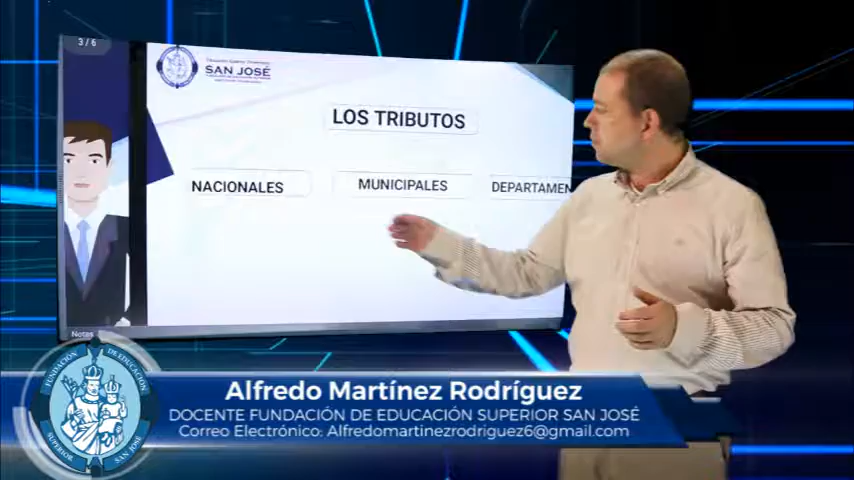 3 / 6
SAN JOSÉ
LOS TRIBUTOS
NACIONALES
MUNICIPALES
DEPARTAMEN
Notas
FUNDACIÓN DE EDUCACIÓN
SUPERIOR SAN JOSÉ
Alfredo Martínez Rodríguez
DOCENTE FUNDACIÓN DE EDUCACIÓN SUPERIOR SAN JOSÉ
Correo Electrónico: Alfredomartinezrodriguez6@gmail.com